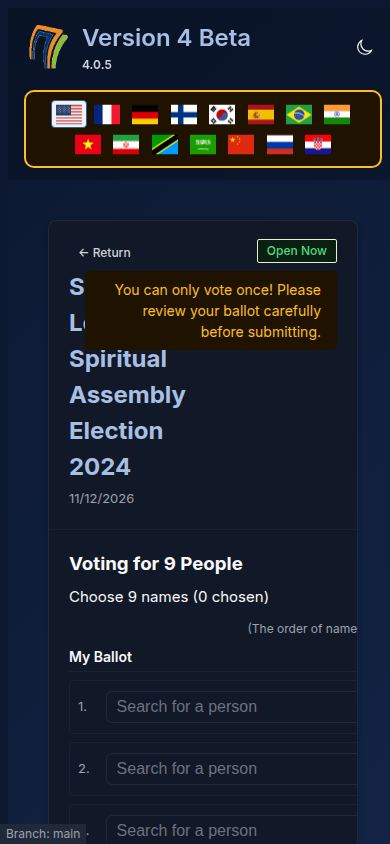 Version 4 Beta
4.0.5
← Return
Open Now
You can only vote once! Please
review your ballot carefully
before submitting.
Spiritual
Assembly
Election
2024
11/12/2026
Voting for 9 People
Choose 9 names (0 chosen)
(The order of name
My Ballot
1.
Search for a person
2.
Search for a person
Search for a person
Branch: main